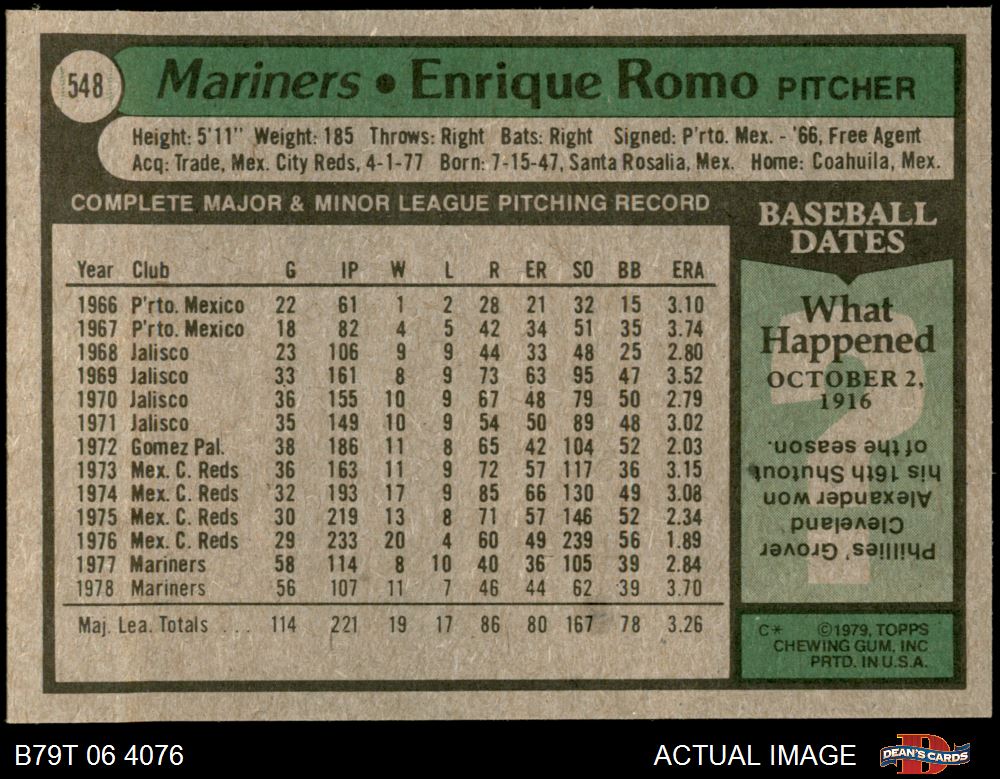 548
Mariners • Enrique Romo PITCHER
Height: 5'11" Weight: 185 Throws: Right Bats: Right Signed: P'rto. Mex. - '66, Free Agent
Acq: Trade, Mex. City Reds, 4-1-77 Born: 7-15-47, Santa Rosalia, Mex. Home: Coahuila, Mex.
COMPLETE MAJOR & MINOR LEAGUE PITCHING RECORD
Year Club G IP W L R ER SO BB ERA
1966 P'rto. Mexico 22 61 1 2 28 21 32 15 3.10
1967 P'rto. Mexico 18 82 4 5 42 34 51 35 3.74
1968 Jalisco 23 106 9 9 44 33 48 25 2.80
1969 Jalisco 33 161 8 9 73 63 95 47 3.52
1970 Jalisco 36 155 10 9 67 48 79 50 2.79
1971 Jalisco 35 149 10 9 54 50 89 48 3.02
1972 Gomez Pal. 38 186 11 8 65 42 104 52 2.03
1973 Mex. C. Reds 36 163 11 9 72 57 117 36 3.15
1974 Mex. C. Reds 32 193 17 9 85 66 130 49 3.08
1975 Mex. C. Reds 30 219 13 8 71 57 146 52 2.34
1976 Mex. C. Reds 29 233 20 4 60 49 239 56 1.89
1977 Mariners 58 114 8 10 40 36 105 39 2.84
1978 Mariners 56 107 11 7 46 44 62 39 3.70
Maj. Lea. Totals ... 114 221 19 17 86 80 167 78 3.26
BASEBALL
DATES
What
Happened
OCTOBER 2,
1916
Phillies' Grover
Cleveland
Alexander won
his 16th Shutout
of the season.
C* ©1979, TOPPS
CHEWING GUM, INC
PRTD. IN U.S.A.
B79T 06 4076
ACTUAL IMAGE
DEAN'S CARDS